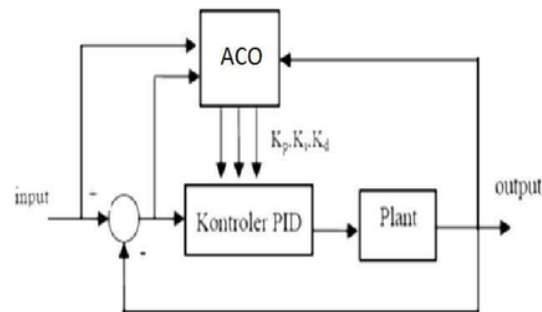 ACO
Kp.Ki.Kd
input
+
Kontroler PID
Plant
output
-